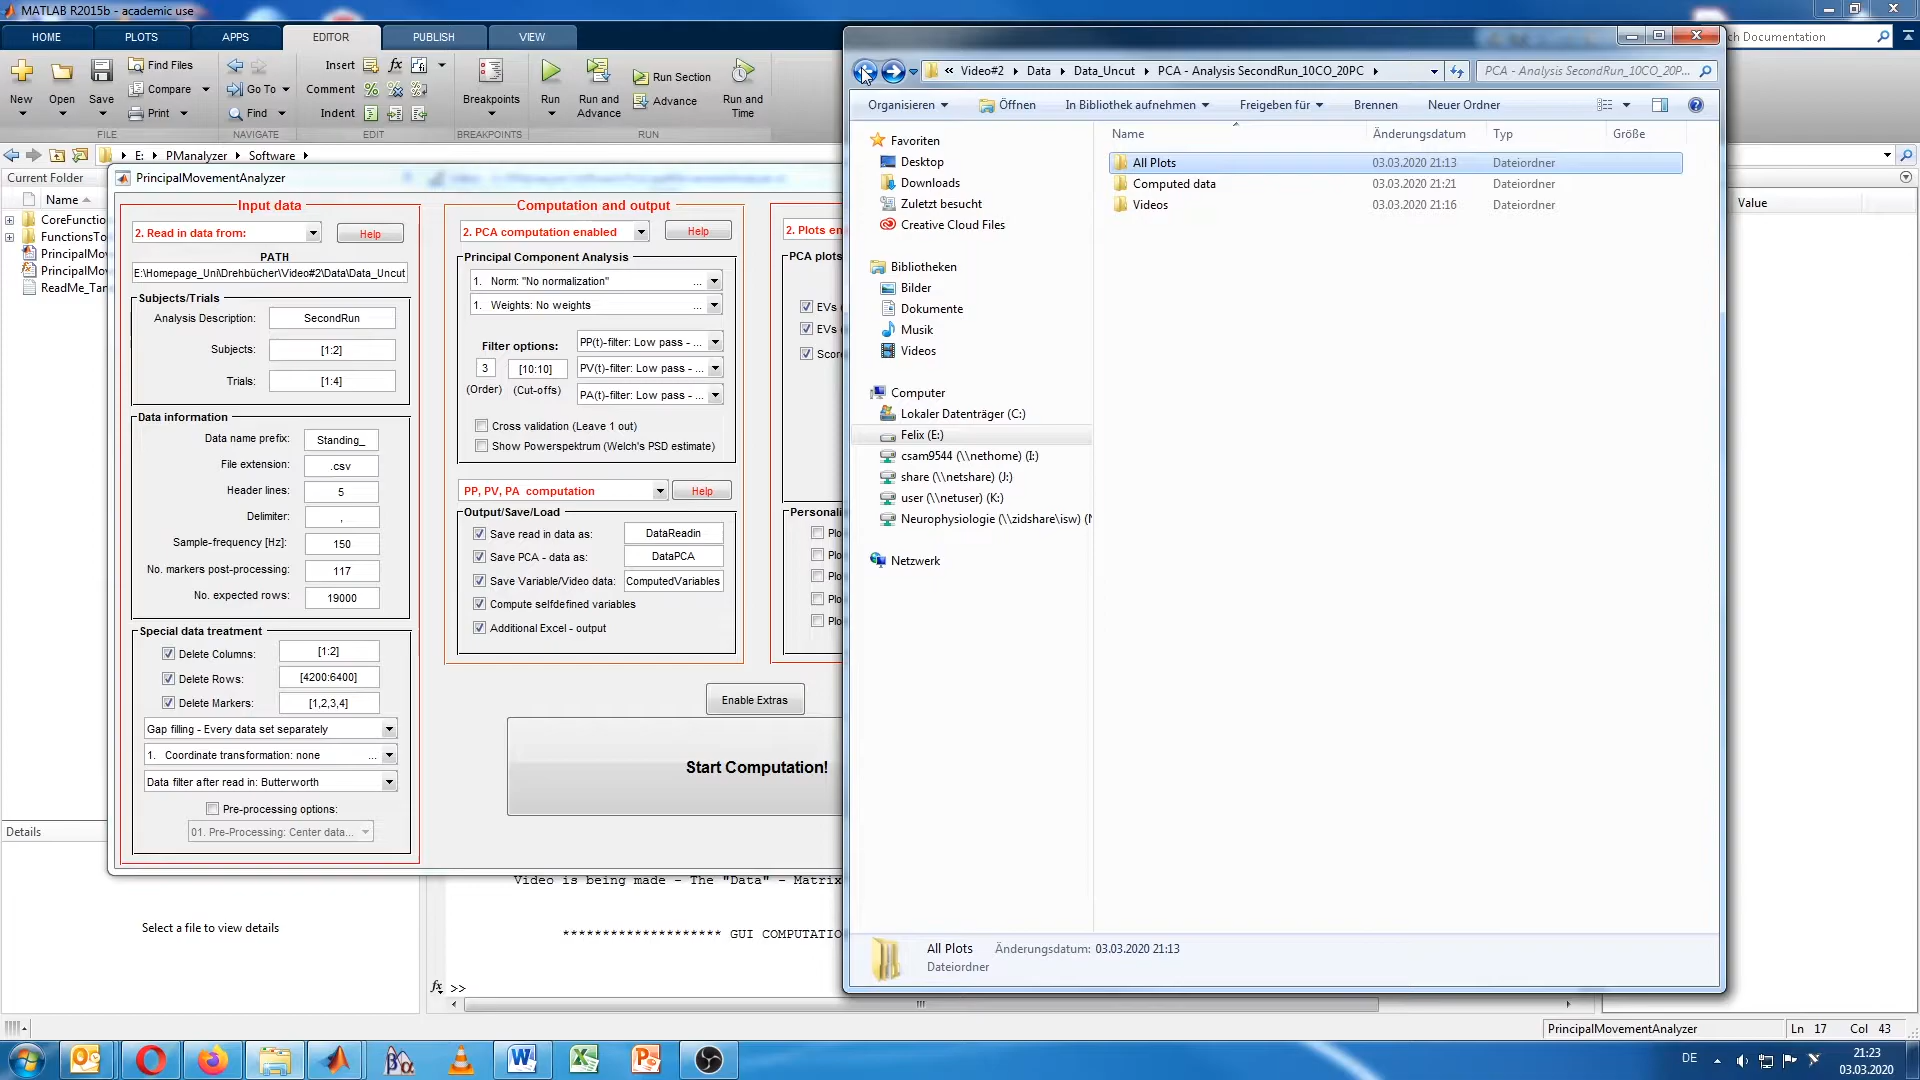 MATLAB R2015b - academic use
HOME PLOTS APPS EDITOR PUBLISH VIEW
ch Documentation
New Open Save Find Files Compare Print
Go To Find
Insert Comment Indent
Breakpoints Run Run and Advance Run Section Advance Run and Time
FILE NAVIGATE EDIT BREAKPOINTS RUN
E: PManalyzer Software
Current Folder
Name
CoreFunctio
FunctionsTo
PrincipalMov
PrincipalMov
ReadMe_Tan
Details
Select a file to view details
Value
PrincipalMovementAnalyzer
Input data
2. Read in data from: Help
PATH
E:\Homepage_Uni\Drehbücher\Video#2\Data\Data_Uncut
Subjects/Trials
Analysis Description: SecondRun
Subjects: [1:2]
Trials: [1:4]
Data information
Data name prefix: Standing_
File extension: .csv
Header lines: 5
Delimiter: ,
Sample-frequency [Hz]: 150
No. markers post-processing: 117
No. expected rows: 19000
Special data treatment
Delete Columns: [1:2]
Delete Rows: [4200:6400]
Delete Markers: [1,2,3,4]
Gap filling - Every data set separately
1. Coordinate transformation: none ...
Data filter after read in: Butterworth
Pre-processing options:
01. Pre-Processing: Center data...
Computation and output
2. PCA computation enabled Help
Principal Component Analysis
1. Norm: "No normalization" ...
1. Weights: No weights ...
Filter options:
3 [10:10]
(Order) (Cut-offs)
PP(t)-filter: Low pass - ...
PV(t)-filter: Low pass - ...
PA(t)-filter: Low pass - ...
Cross validation (Leave 1 out)
Show Powerspektrum (Welch's PSD estimate)
PP, PV, PA computation Help
Output/Save/Load
Save read in data as: DataReadin
Save PCA - data as: DataPCA
Save Variable/Video data: ComputedVariables
Compute selfdefined variables
Additional Excel - output
2. Plots en
PCA plots
EVs
EVs
Score
Personali
Plo
Plo
Plo
Plo
Plo
Enable Extras
Start Computation!
Video is being made - The "Data" - Matrix
******************* GUI COMPUTATIO
fx >>
Video#2 Data Data_Uncut PCA - Analysis SecondRun_10CO_20PC
PCA - Analysis SecondRun_10CO_20P...
Organisieren Öffnen In Bibliothek aufnehmen Freigeben für Brennen Neuer Ordner
Favoriten
Desktop
Downloads
Zuletzt besucht
Creative Cloud Files
Bibliotheken
Bilder
Dokumente
Musik
Videos
Computer
Lokaler Datenträger (C:)
Felix (E:)
csam9544 (\\nethome) (I:)
share (\\netshare) (J:)
user (\\netuser) (K:)
Neurophysiologie (\\zidshare\isw) (N
Netzwerk
Name Änderungsdatum Typ Größe
All Plots 03.03.2020 21:13 Dateiordner
Computed data 03.03.2020 21:21 Dateiordner
Videos 03.03.2020 21:16 Dateiordner
All Plots Änderungsdatum: 03.03.2020 21:13
Dateiordner
PrincipalMovementAnalyzer Ln 17 Col 43
DE
21:23
03.03.2020